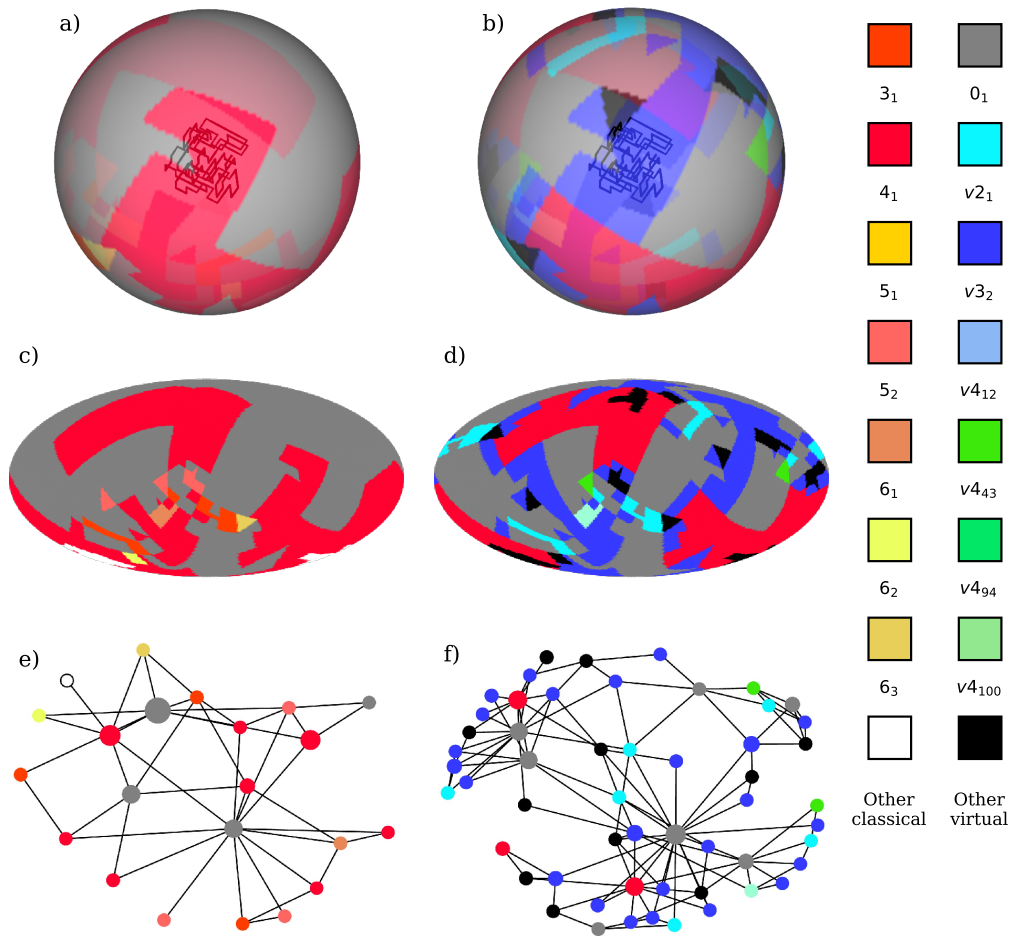 a)
b)
3₁ 0₁
4₁ v2₁
c)
d)
5₁ v3₂
5₂ v4₁₂
6₁ v4₄₃
6₂ v4₉₄
e)
f)
6₃ v4₁₀₀
Other Other
classical virtual